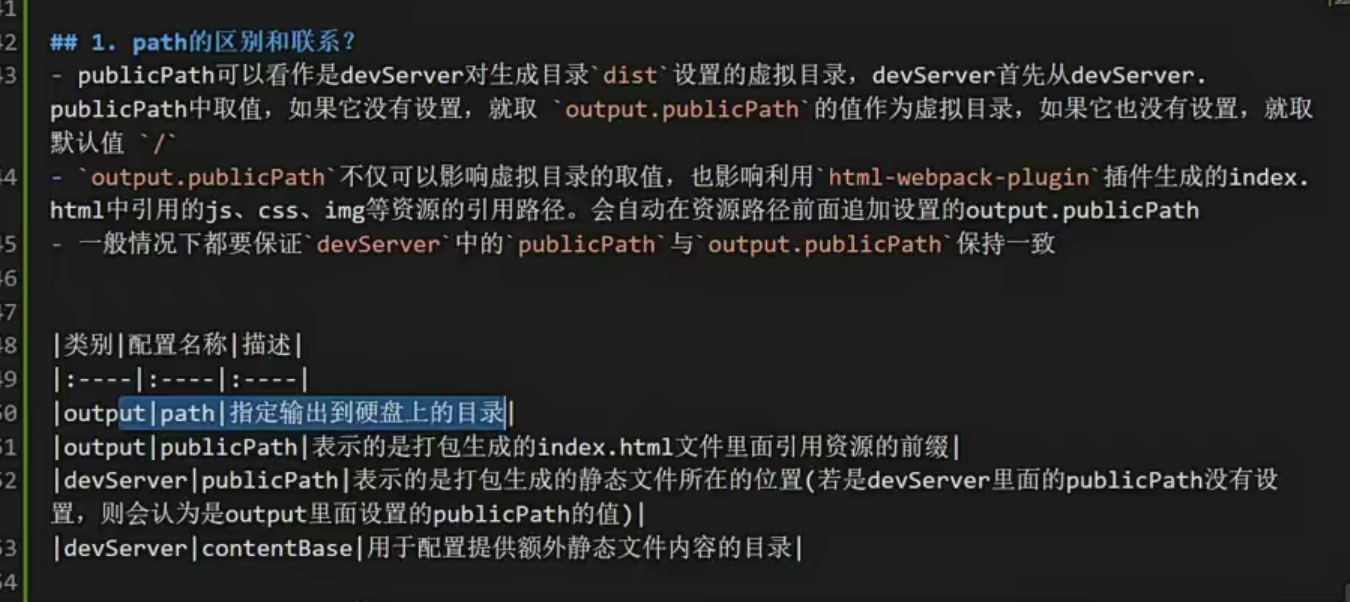 41
42 ## 1. path的区别和联系?
43 - publicPath可以看作是devServer对生成目录`dist`设置的虚拟目录，devServer首先从devServer.
publicPath中取值，如果它没有设置，就取 `output.publicPath`的值作为虚拟目录，如果它也没有设置，就取
默认值 `/`
44 - `output.publicPath`不仅可以影响虚拟目录的取值，也影响利用`html-webpack-plugin`插件生成的index.
html中引用的js、css、img等资源的引用路径。会自动在资源路径前面追加设置的output.publicPath
45 - 一般情况下都要保证`devServer`中的`publicPath`与`output.publicPath`保持一致
46
47
48 |类别|配置名称|描述|
49 |:----|:----|:----|
50 |output|path|指定输出到硬盘上的目录|
51 |output|publicPath|表示的是打包生成的index.html文件里面引用资源的前缀|
52 |devServer|publicPath|表示的是打包生成的静态文件所在的位置(若是devServer里面的publicPath没有设
置，则会认为是output里面设置的publicPath的值)|
53 |devServer|contentBase|用于配置提供额外静态文件内容的目录|
54